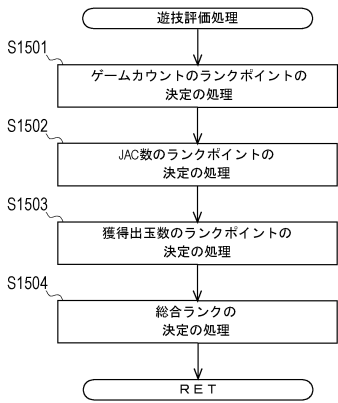 遊技評価処理
S1501
ゲームカウントのランクポイントの
決定の処理
S1502
JAC数のランクポイントの
決定の処理
S1503
獲得出玉数のランクポイントの
決定の処理
S1504
総合ランクの
決定の処理
RET